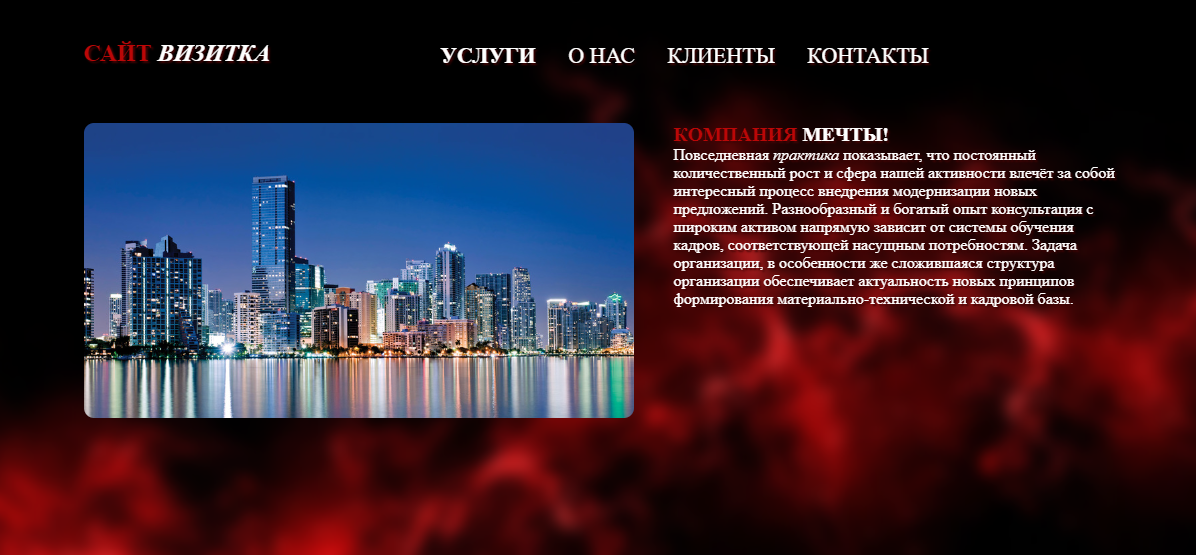 САЙТ ВИЗИТКА
УСЛУГИ О НАС КЛИЕНТЫ КОНТАКТЫ
КОМПАНИЯ МЕЧТЫ!
Повседневная практика показывает, что постоянный
количественный рост и сфера нашей активности влечёт за собой
интересный процесс внедрения модернизации новых
предложений. Разнообразный и богатый опыт консультация с
широким активом напрямую зависит от системы обучения
кадров, соответствующей насущным потребностям. Задача
организации, в особенности же сложившаяся структура
организации обеспечивает актуальность новых принципов
формирования материально-технической и кадровой базы.